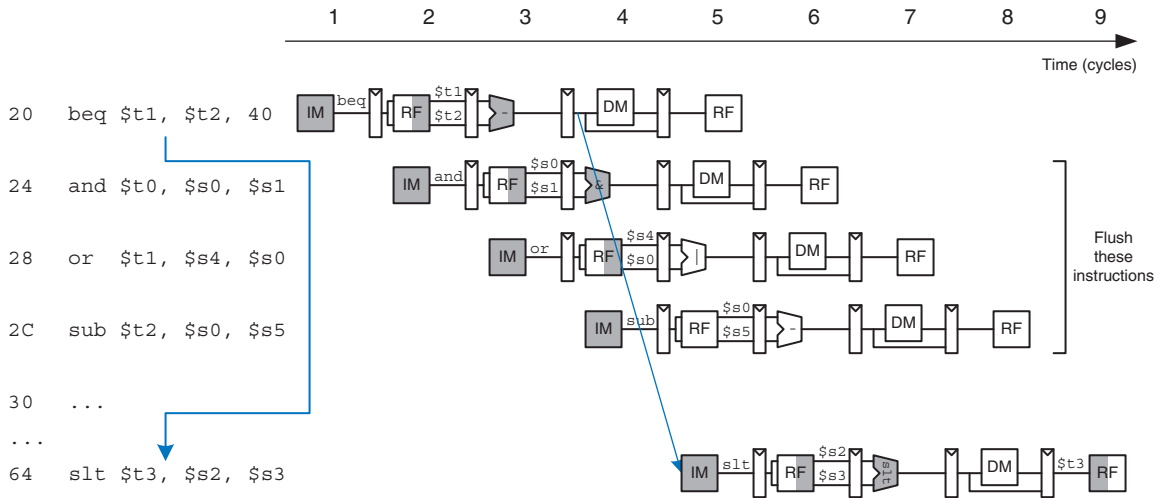 1 2 3 4 5 6 7 8 9
Time (cycles)
20 beq $t1, $t2, 40 IM beq RF $t1 $t2 - DM RF
24 and $t0, $s0, $s1 IM and RF $s0 $s1 & DM RF
28 or $t1, $s4, $s0 IM or RF $s4 $s0 | DM RF
Flush
these
instructions
2C sub $t2, $s0, $s5 IM sub RF $s0 $s5 - DM RF
30 ...
...
64 slt $t3, $s2, $s3 IM slt RF $s2 $s3 slt DM $t3 RF